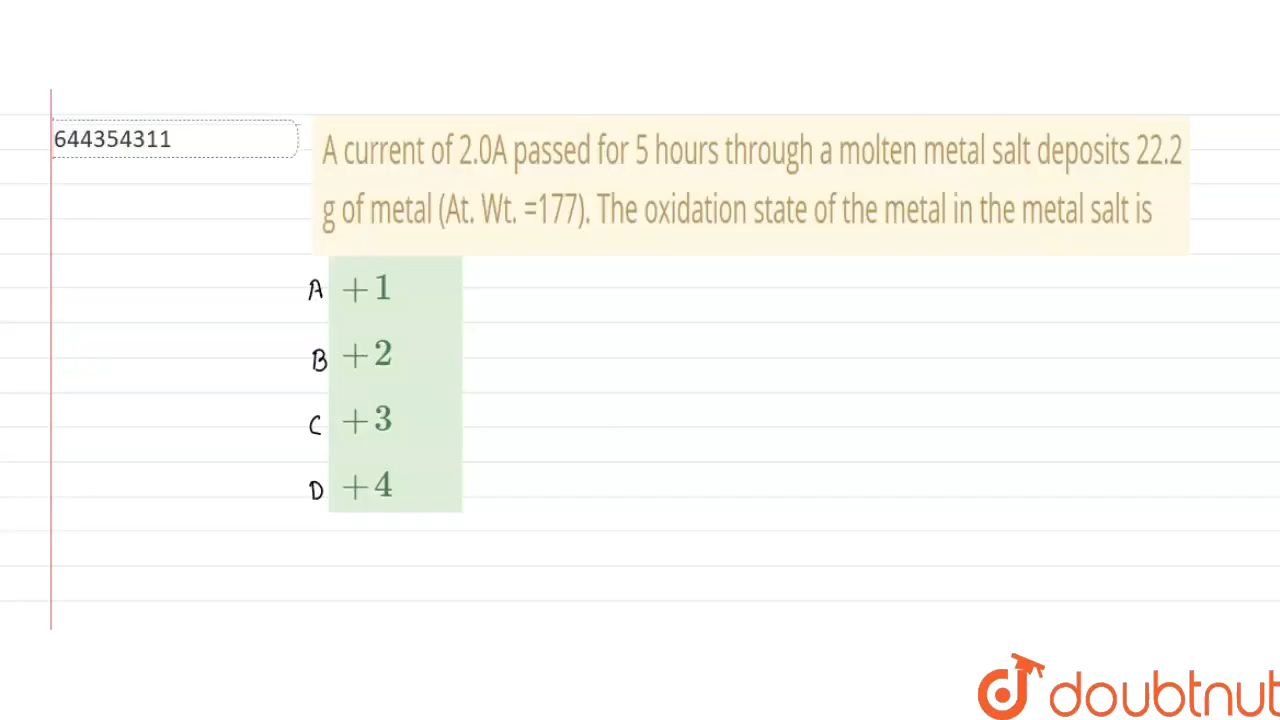 644354311
A current of 2.0A passed for 5 hours through a molten metal salt deposits 22.2
g of metal (At. Wt. =177). The oxidation state of the metal in the metal salt is
A +1
B +2
C +3
D +4
doubtnut